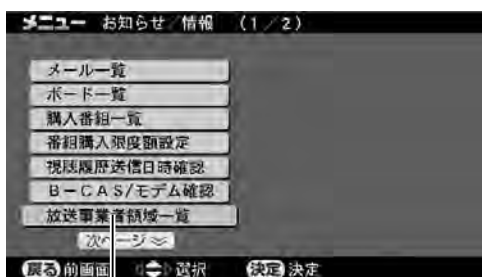 メニュー お知らせ／情報 (1／2)
メール一覧
ボード一覧
購入番組一覧
番組購入限度額設定
視聴履歴送信日時確認
B－CAS/モデム確認
放送事業者領域一覧
次ページ
戻る 前画面 選択 決定 決定